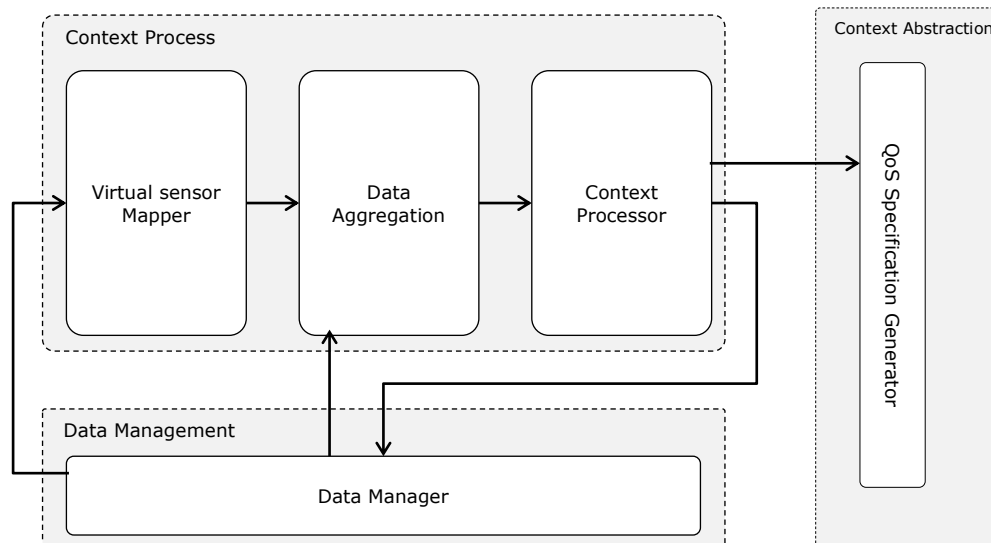 Context Process
Context Abstraction
Virtual sensor
Mapper
Data
Aggregation
Context
Processor
QoS Specification Generator
Data Management
Data Manager